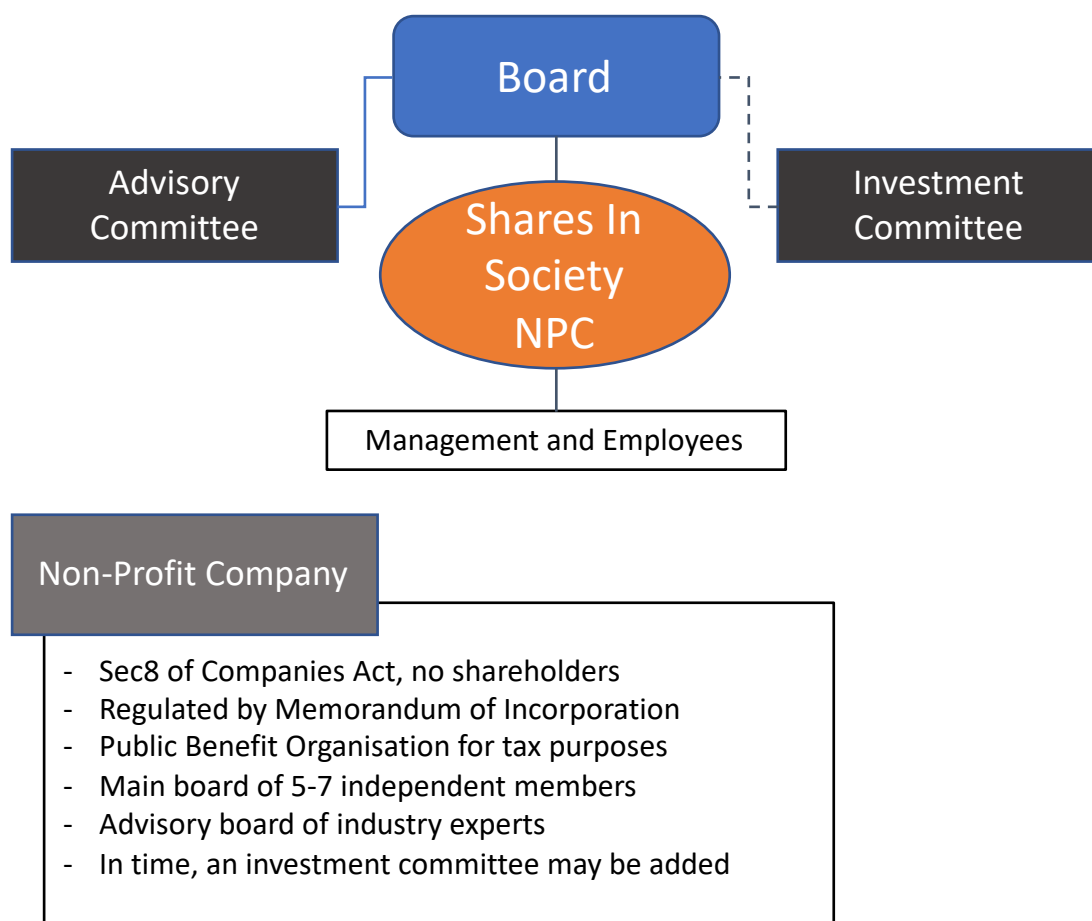 Board
Advisory
Committee
Investment
Committee
Shares In
Society
NPC
Management and Employees
Non-Profit Company
- Sec8 of Companies Act, no shareholders
- Regulated by Memorandum of Incorporation
- Public Benefit Organisation for tax purposes
- Main board of 5-7 independent members
- Advisory board of industry experts
- In time, an investment committee may be added